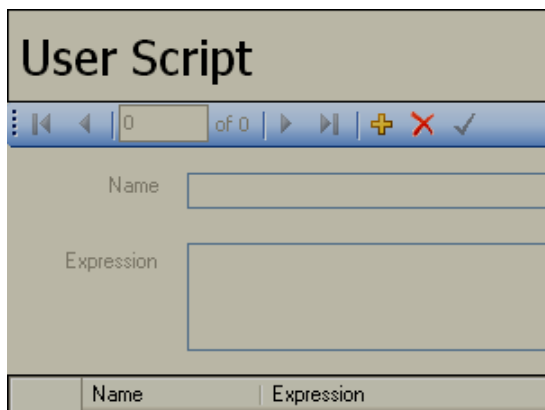 User Script
0 of 0
Name
Expression
Name Expression